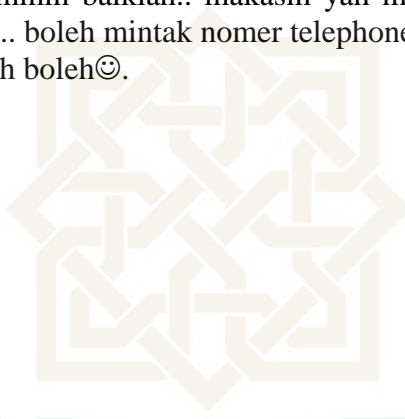 baiklah.. makasih yah
.. boleh mintak nomer telephone
h boleh☺.